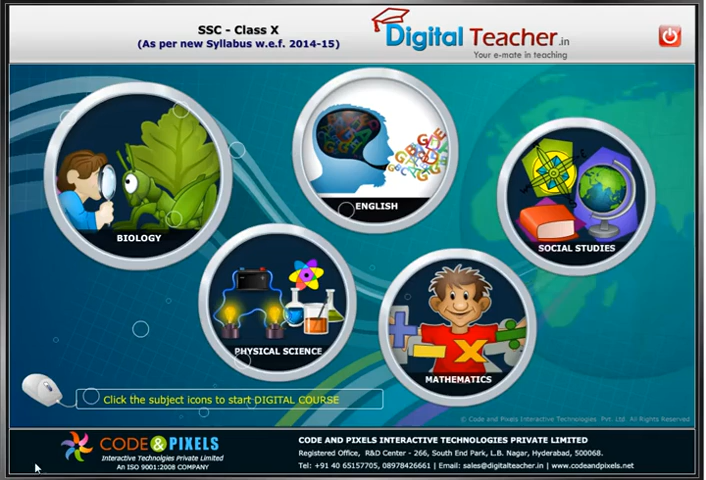 SSC - Class X
(As per new Syllabus w.e.f. 2014-15)
Digital Teacher.in
Your e-mate in teaching
BIOLOGY
ENGLISH
SOCIAL STUDIES
PHYSICAL SCIENCE
MATHEMATICS
Click the subject icons to start DIGITAL COURSE
© Code and Pixels Interactive Technologies Pvt. Ltd. All Rights Reserved
CODE & PIXELS
Interactive Technolgies Private Limited
An ISO 9001:2008 COMPANY
CODE AND PIXELS INTERACTIVE TECHNOLOGIES PRIVATE LIMITED
Registered Office, R&D Center - 266, South End Park, L.B. Nagar, Hyderabad, 500068.
Tel: +91 40 65157705, 08978426661 | Email: sales@digitalteacher.in | www.codeandpixels.net